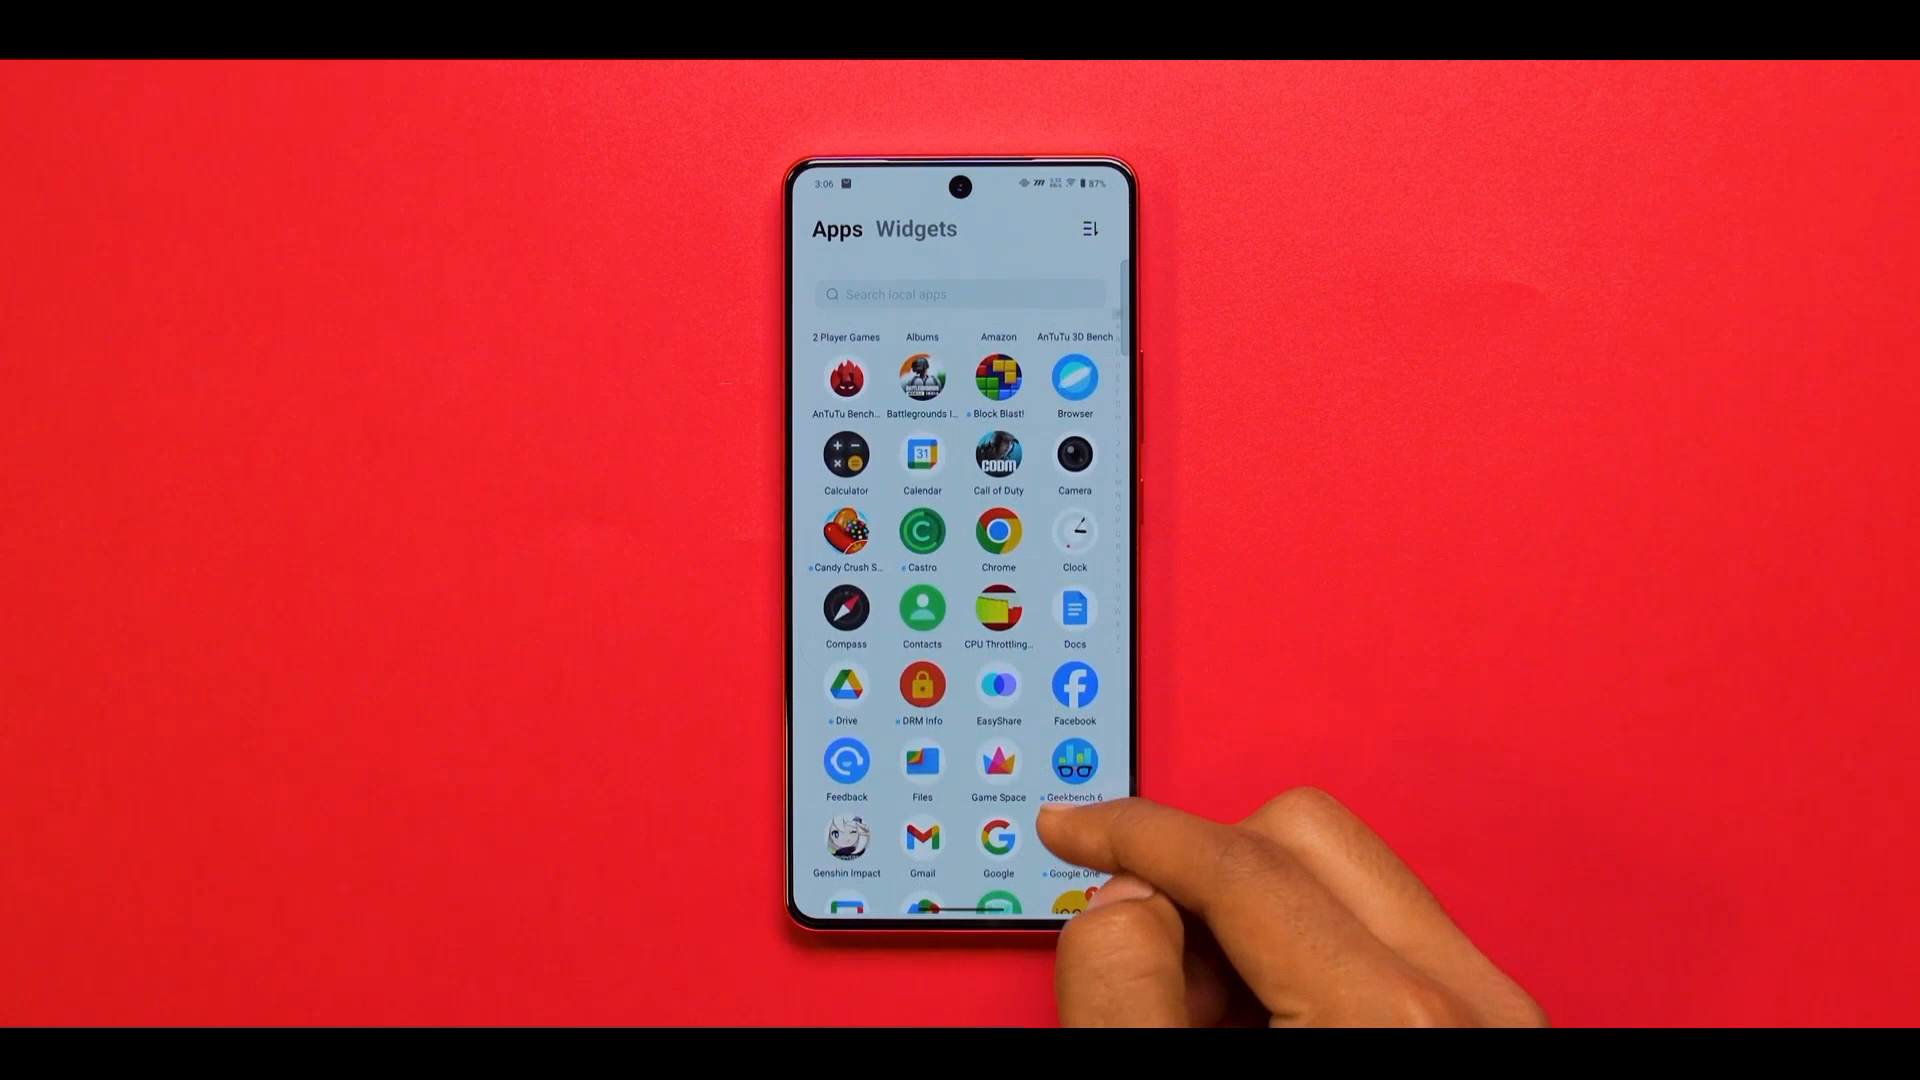 3:06 87%
Apps Widgets
Search local apps
2 Player Games Albums Amazon AnTuTu 3D Bench
AnTuTu Bench... Battlegrounds I... Block Blast! Browser
31
CODM
Calculator Calendar Call of Duty Camera
Candy Crush S... Castro Chrome Clock
Compass Contacts CPU Throttling... Docs
Drive DRM Info EasyShare Facebook
Feedback Files Game Space Geekbench 6
Genshin Impact Gmail Google Google One